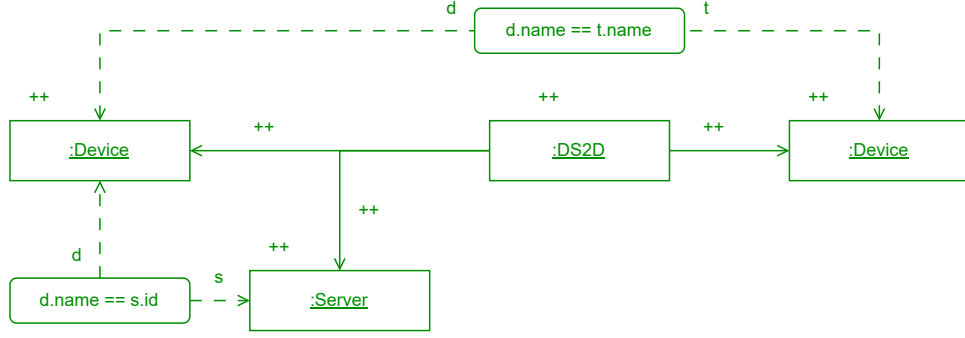 d
d.name == t.name
t
++
++
++
++
++
:Device
:DS2D
:Device
++
++
d
s
d.name == s.id
:Server